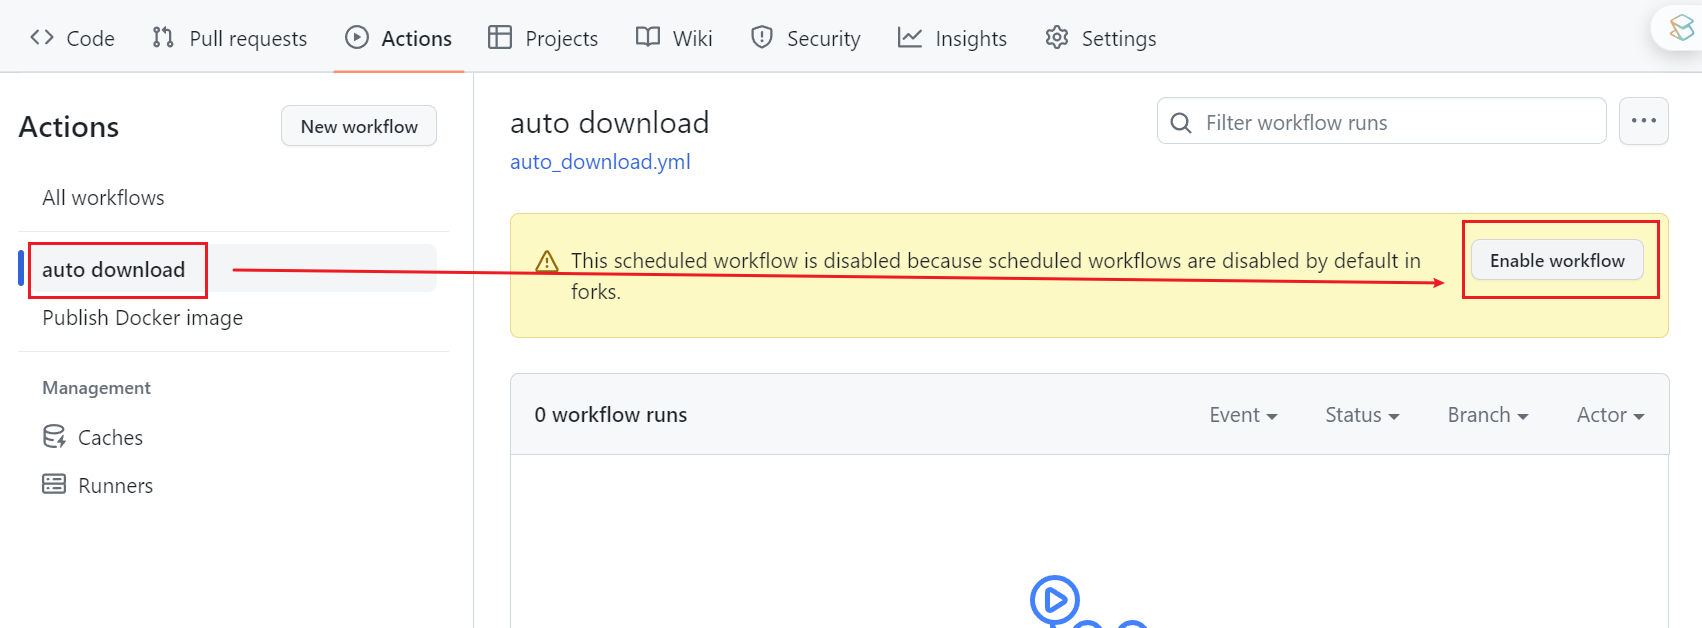 Code Pull requests Actions Projects Wiki Security Insights Settings
Actions
New workflow
All workflows
auto download
Publish Docker image
Management
Caches
Runners
auto download
auto_download.yml
Filter workflow runs
This scheduled workflow is disabled because scheduled workflows are disabled by default in
forks.
Enable workflow
0 workflow runs
Event Status Branch Actor